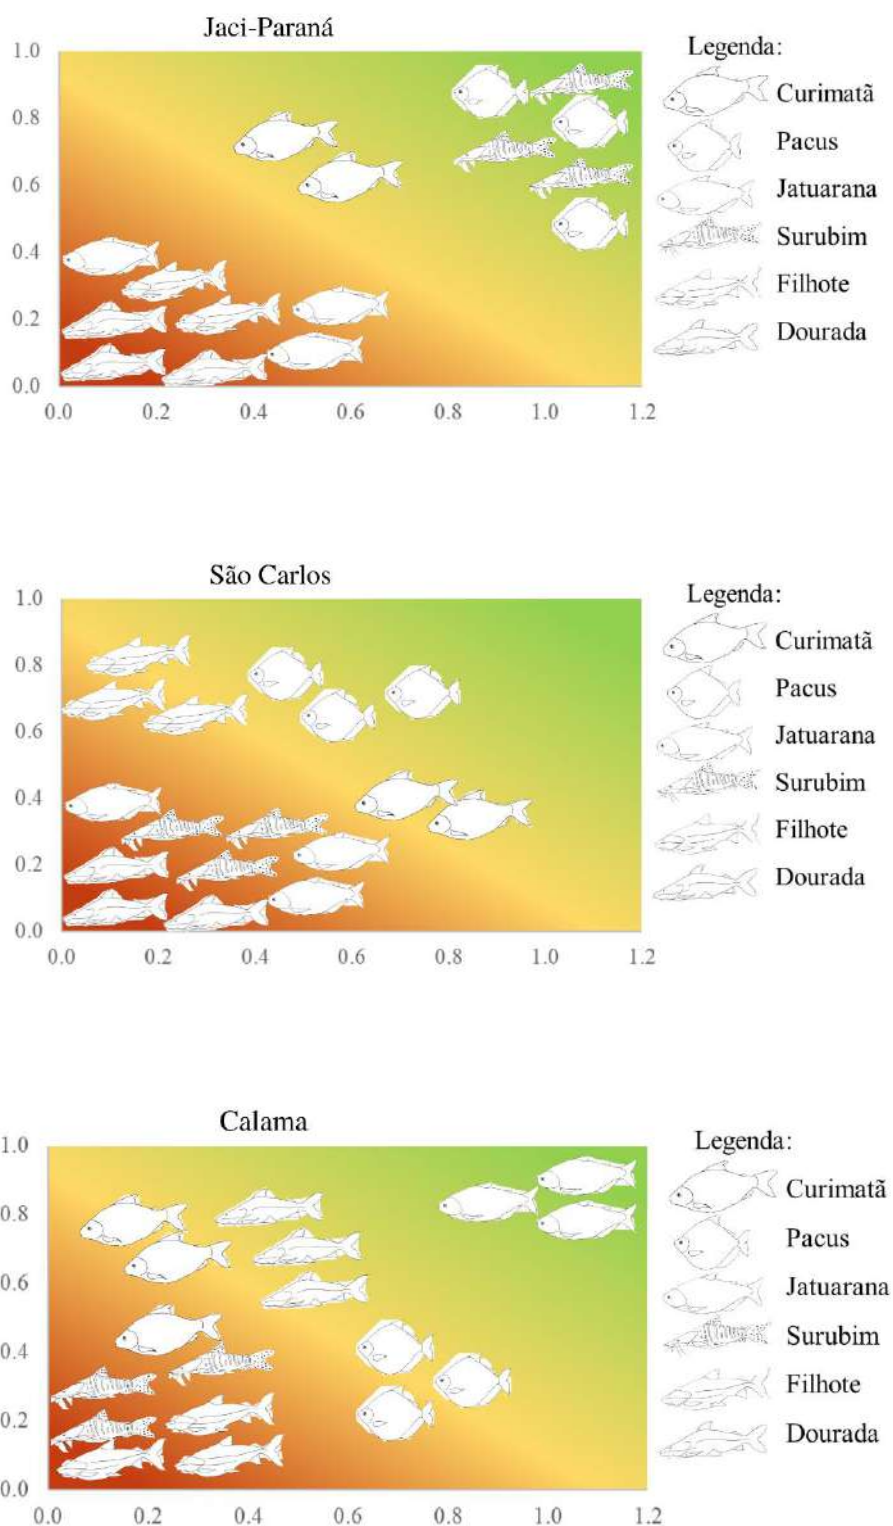 Jaci-Paraná
Legenda:
1.0
Curimatã
0.8
Pacus
0.6
Jatuarana
0.4
Surubim
0.2
Filhote
0.0
Dourada
0.0 0.2 0.4 0.6 0.8 1.0 1.2
São Carlos
Legenda:
1.0
Curimatã
0.8
Pacus
0.6
Jatuarana
0.4
Surubim
0.2
Filhote
0.0
Dourada
0.0 0.2 0.4 0.6 0.8 1.0 1.2
Calama
Legenda:
1.0
Curimatã
0.8
Pacus
0.6
Jatuarana
0.4
Surubim
0.2
Filhote
0.0
Dourada
0.0 0.2 0.4 0.6 0.8 1.0 1.2